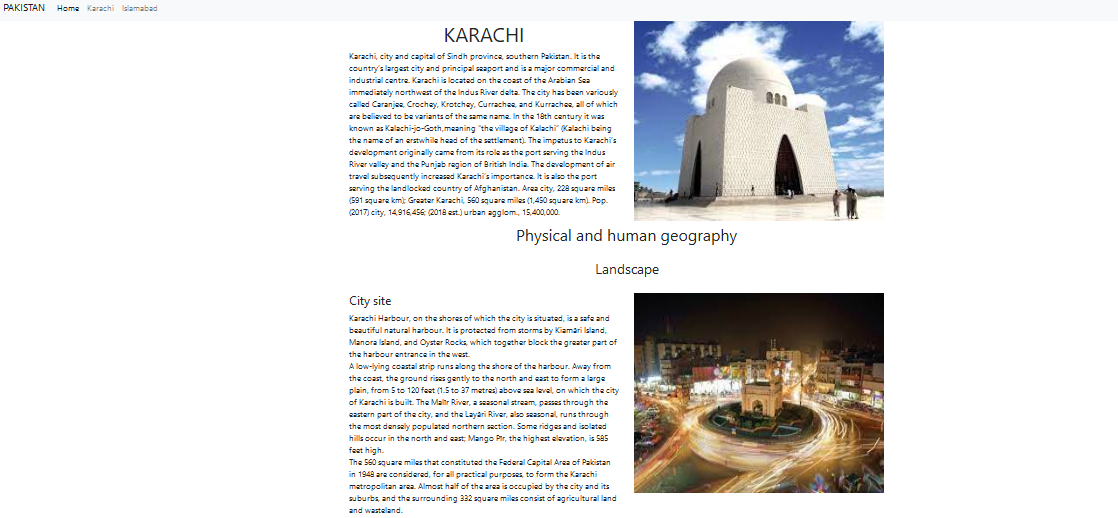 PAKISTAN Home Karachi Islamabad
KARACHI
Karachi, city and capital of Sindh province, southern Pakistan. It is the
country's largest city and principal seaport and is a major commercial and
industrial centre. Karachi is located on the coast of the Arabian Sea
immediately northwest of the Indus River delta. The city has been variously
called Caranjee, Crochey, Krotchey, Currachee, and Kurrachee, all of which
are believed to be variants of the same name. In the 18th century it was
known as Kalachi-jo-Goth,meaning "the village of Kalachi" (Kalachi being
the name of an erstwhile head of the settlement). The impetus to Karachi's
development originally came from its role as the port serving the Indus
River valley and the Punjab region of British India. The development of air
travel subsequently increased Karachi's importance. It is also the port
serving the landlocked country of Afghanistan. Area city, 228 square miles
(591 square km); Greater Karachi, 560 square miles (1,450 square km). Pop.
(2017) city, 14,916,456; (2018 est.) urban agglom., 15,400,000.
Physical and human geography
Landscape
City site
Karachi Harbour, on the shores of which the city is situated, is a safe and
beautiful natural harbour. It is protected from storms by Kiamāri Island,
Manora Island, and Oyster Rocks, which together block the greater part of
the harbour entrance in the west.
A low-lying coastal strip runs along the shore of the harbour. Away from
the coast, the ground rises gently to the north and east to form a large
plain, from 5 to 120 feet (1.5 to 37 metres) above sea level, on which the city
of Karachi is built. The Malīr River, a seasonal stream, passes through the
eastern part of the city, and the Layāri River, also seasonal, runs through
the most densely populated northern section. Some ridges and isolated
hills occur in the north and east; Mango Pīr, the highest elevation, is 585
feet high.
The 560 square miles that constituted the Federal Capital Area of Pakistan
in 1948 are considered, for all practical purposes, to form the Karachi
metropolitan area. Almost half of the area is occupied by the city and its
suburbs, and the surrounding 332 square miles consist of agricultural land
and wasteland.